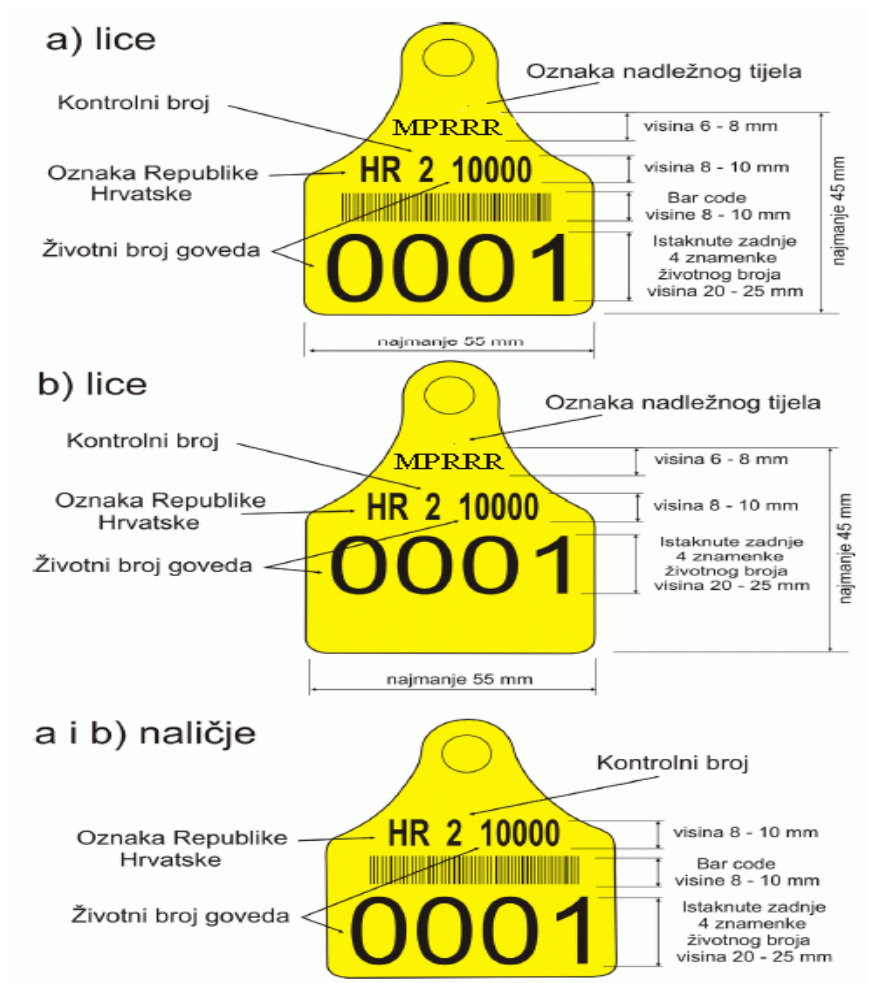 a) lice
Oznaka nadležnog tijela
Kontrolni broj
MPRRR
visina 6 - 8 mm
HR 2 10000
visina 8 - 10 mm
Oznaka Republike
Hrvatske
Bar code
visine 8 - 10 mm
najmanje 45 mm
Životni broj goveda
0001
Istaknute zadnje
4 znamenke
životnog broja
visina 20 - 25 mm
najmanje 55 mm
b) lice
Oznaka nadležnog tijela
Kontrolni broj
MPRRR
visina 6 - 8 mm
Oznaka Republike
Hrvatske
HR 2 10000
visina 8 - 10 mm
najmanje 45 mm
Životni broj goveda
0001
Istaknute zadnje
4 znamenke
životnog broja
visina 20 - 25 mm
najmanje 55 mm
a i b) naličje
Kontrolni broj
Oznaka Republike
Hrvatske
HR 2 10000
visina 8 - 10 mm
Bar code
visine 8 - 10 mm
Životni broj goveda
0001
Istaknute zadnje
4 znamenke
životnog broja
visina 20 - 25 mm